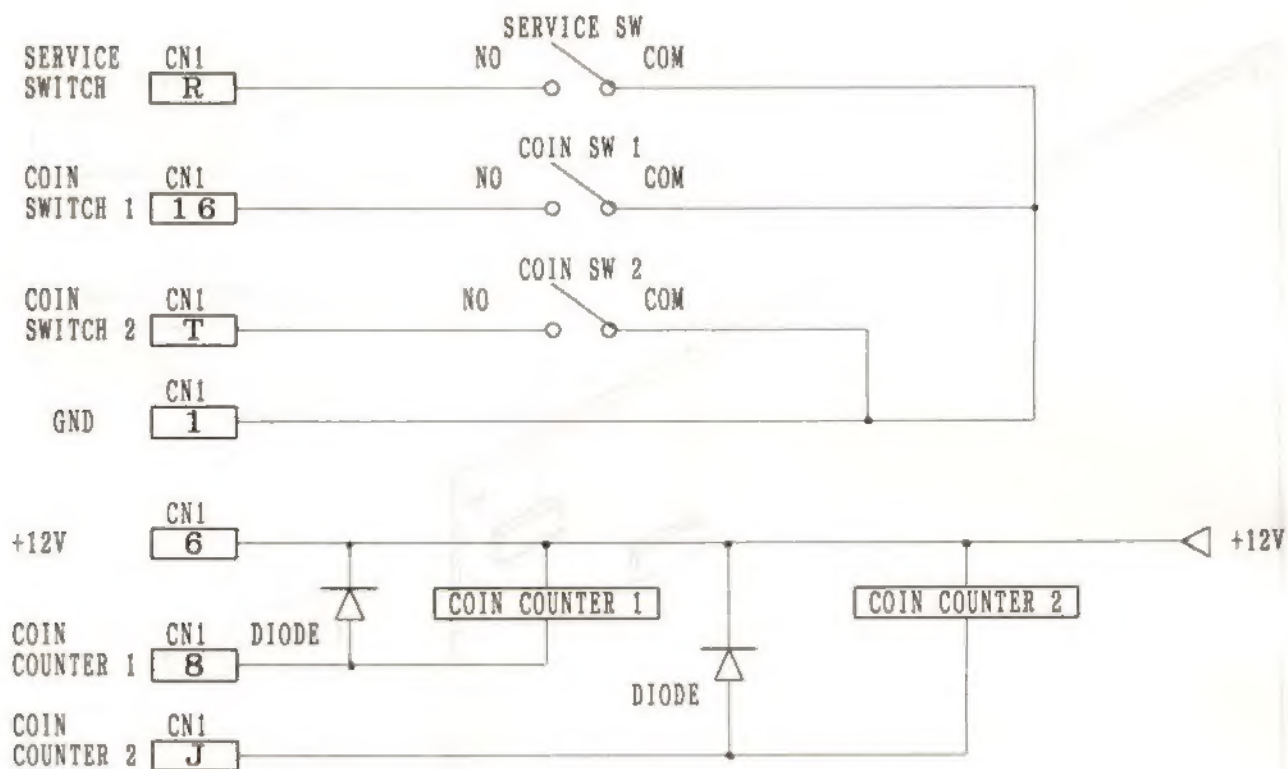 SERVICE SW
SERVICE CN1 NO COM
SWITCH R
COIN SW 1
COIN CN1 NO COM
SWITCH 1 16
COIN SW 2
COIN CN1 NO COM
SWITCH 2 T
CN1
GND 1
CN1
+12V 6 +12V
COIN COUNTER 1 COIN COUNTER 2
COIN CN1 DIODE
COUNTER 1 8
DIODE
COIN CN1
COUNTER 2 J